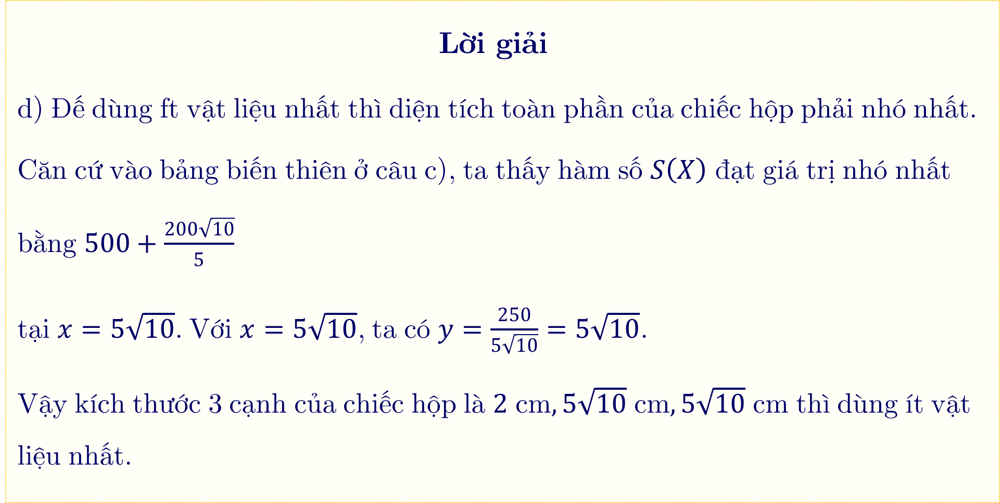 Lời giải
d) Đế dùng ft vật liệu nhất thì diện tích toàn phần của chiếc hộp phải nhó nhất.
Căn cứ vào bảng biến thiên ở câu c), ta thấy hàm số S(X) đạt giá trị nhó nhất
bằng 500 + \frac{200\sqrt{10}}{5}
tại x = 5\sqrt{10}. Với x = 5\sqrt{10}, ta có y = \frac{250}{5\sqrt{10}} = 5\sqrt{10}.
Vậy kích thước 3 cạnh của chiếc hộp là 2 cm, 5\sqrt{10} cm, 5\sqrt{10} cm thì dùng ít vật
liệu nhất.